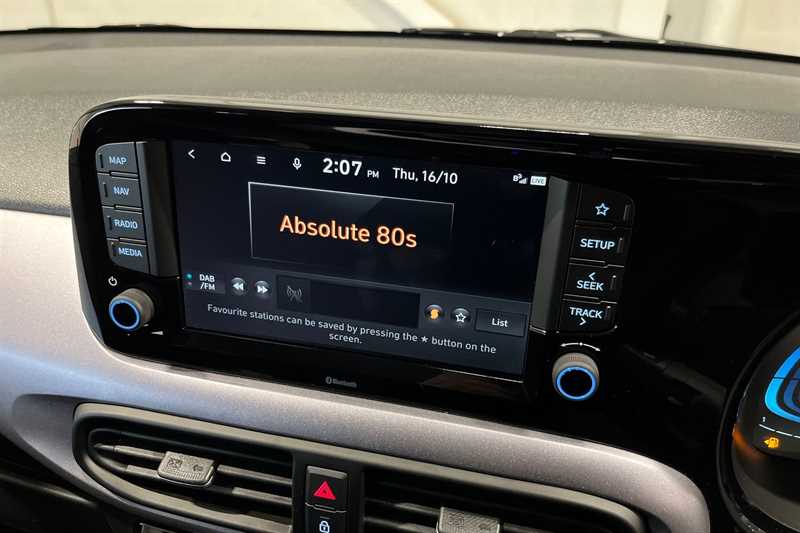 MAP
NAV
RADIO
MEDIA
2:07 PM Thu, 16/10
LIVE
Absolute 80s
DAB
/FM
List
Favourite stations can be saved by pressing the ★ button on the
screen.
SETUP
<
SEEK
TRACK
>
Bluetooth
1